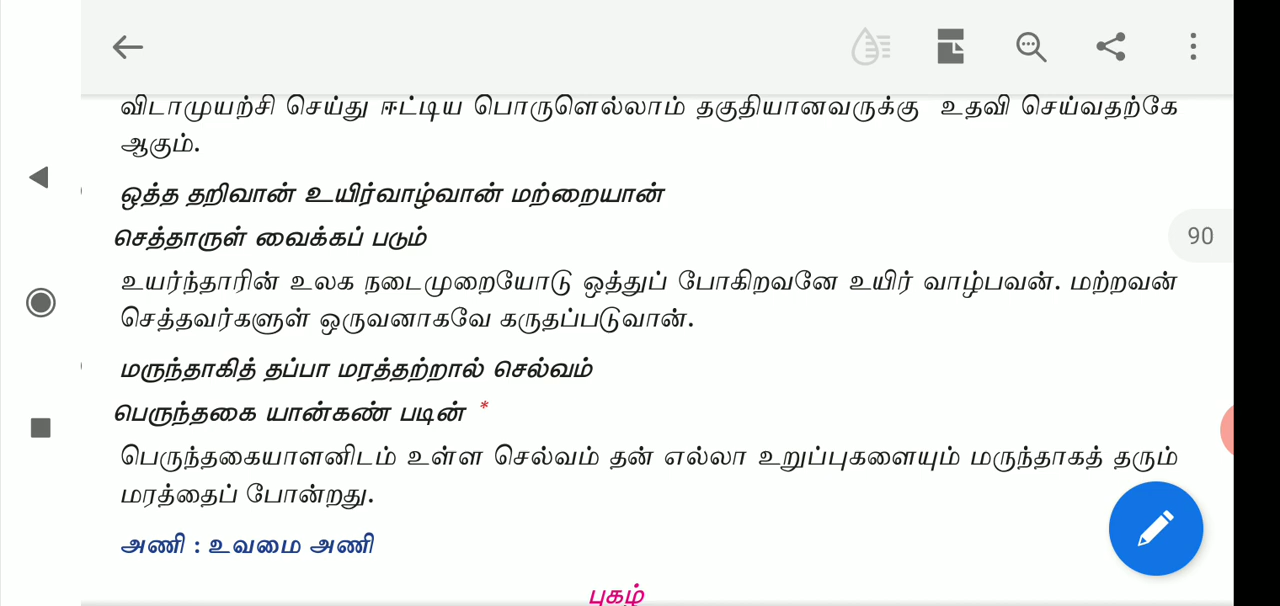 விடாமுயற்சி செய்து ஈட்டிய பொருளெல்லாம் தகுதியானவருக்கு உதவி செய்வதற்கே
ஆகும்.
ஒத்த தறிவான் உயிர்வாழ்வான் மற்றையான்
செத்தாருள் வைக்கப் படும்
90
உயர்ந்தாரின் உலக நடைமுறையோடு ஒத்துப் போகிறவனே உயிர் வாழ்பவன். மற்றவன்
செத்தவர்களுள் ஒருவனாகவே கருதப்படுவான்.
மருந்தாகித் தப்பா மரத்தற்றால் செல்வம்
பெருந்தகை யான்கண் படின் *
பெருந்தகையாளனிடம் உள்ள செல்வம் தன் எல்லா உறுப்புகளையும் மருந்தாகத் தரும்
மரத்தைப் போன்றது.
அணி : உவமை அணி
புகழ்